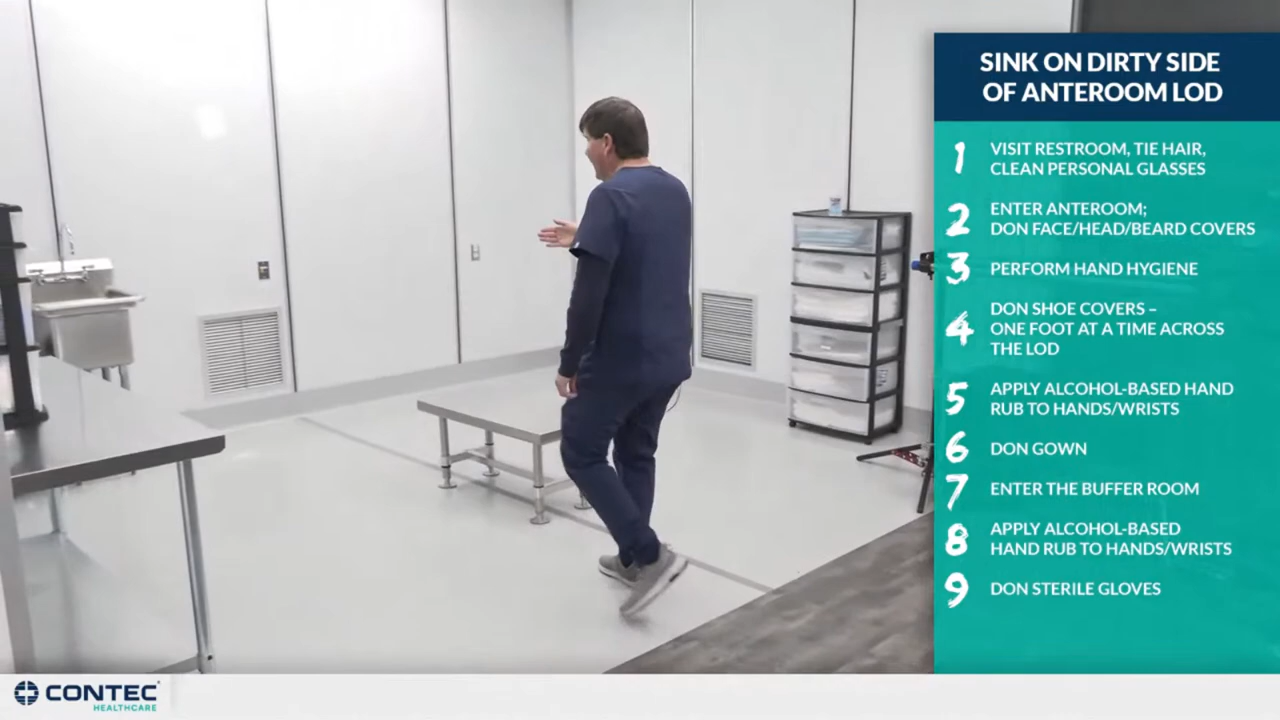 SINK ON DIRTY SIDE
OF ANTEROOM LOD
1 VISIT RESTROOM, TIE HAIR,
CLEAN PERSONAL GLASSES
2 ENTER ANTEROOM;
DON FACE/HEAD/BEARD COVERS
3 PERFORM HAND HYGIENE
4 DON SHOE COVERS –
ONE FOOT AT A TIME ACROSS
THE LOD
5 APPLY ALCOHOL-BASED HAND
RUB TO HANDS/WRISTS
6 DON GOWN
7 ENTER THE BUFFER ROOM
8 APPLY ALCOHOL-BASED
HAND RUB TO HANDS/WRISTS
9 DON STERILE GLOVES
CONTEC
HEALTHCARE